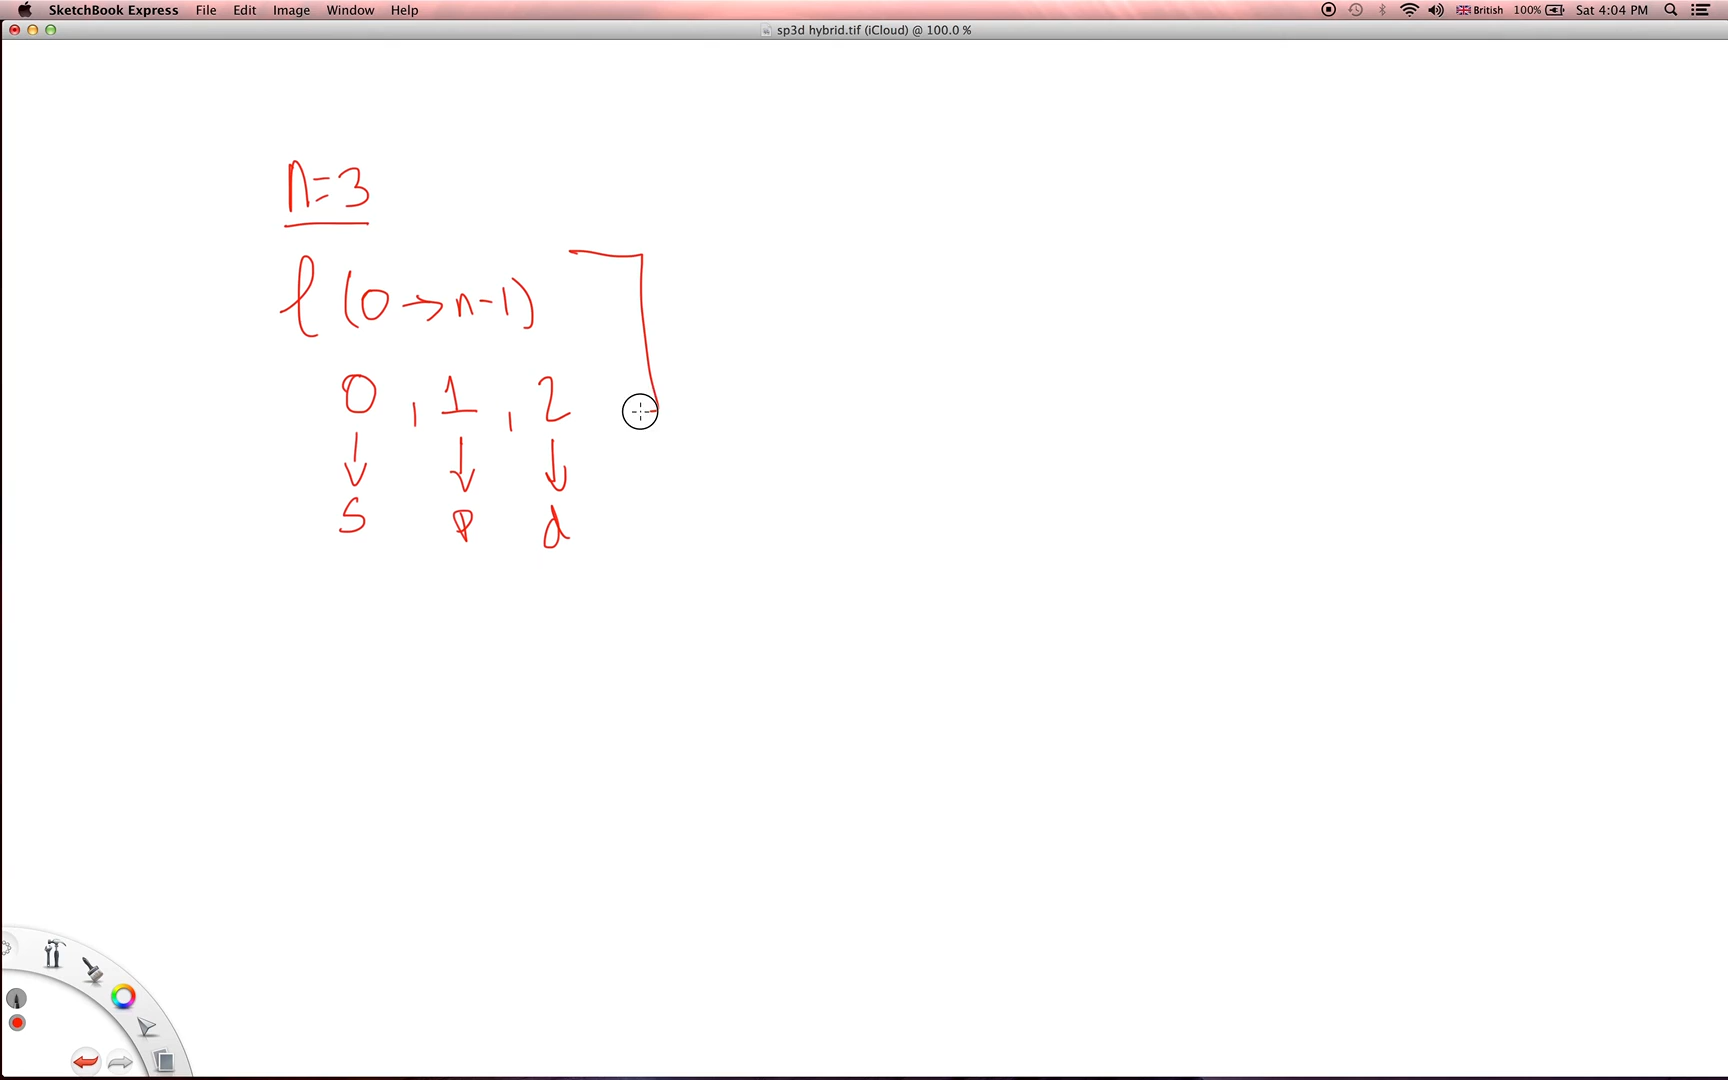 SketchBook Express File Edit Image Window Help British 100% Sat 4:04 PM
sp3d hybrid.tif (iCloud) @ 100.0 %
n=3
l (0→n-1)
0 , 1 , 2
↓ ↓ ↓
S P d